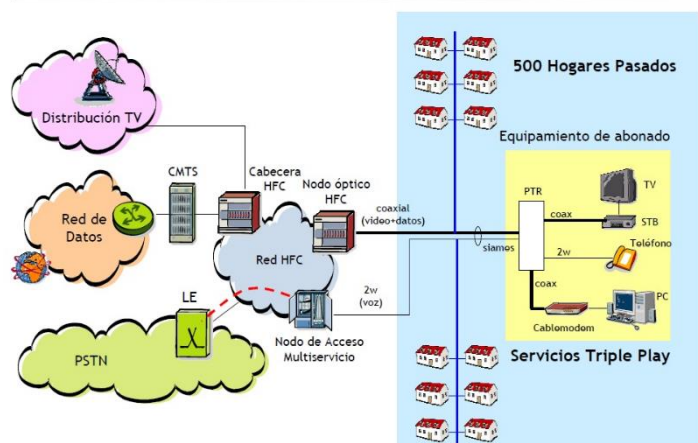 500 Hogares Pasados
Distribución TV
Equipamiento de abonado
CMTS
Cabecera
HFC
Nodo óptico
HFC
coaxial
(video+datos)
PTR
TV
coax
STB
Red de
Datos
siames
Teléfono
2w
Red HFC
coax
PC
LE
2w
(voz)
Cablemodem
Nodo de Acceso
Multiservicio
PSTN
Servicios Triple Play